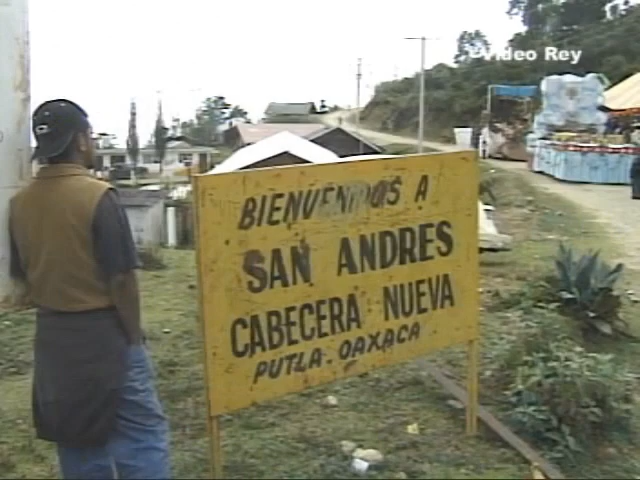 Video Rey
BIENVENIDOS A
SAN ANDRES
CABECERA NUEVA
PUTLA. OAXACA